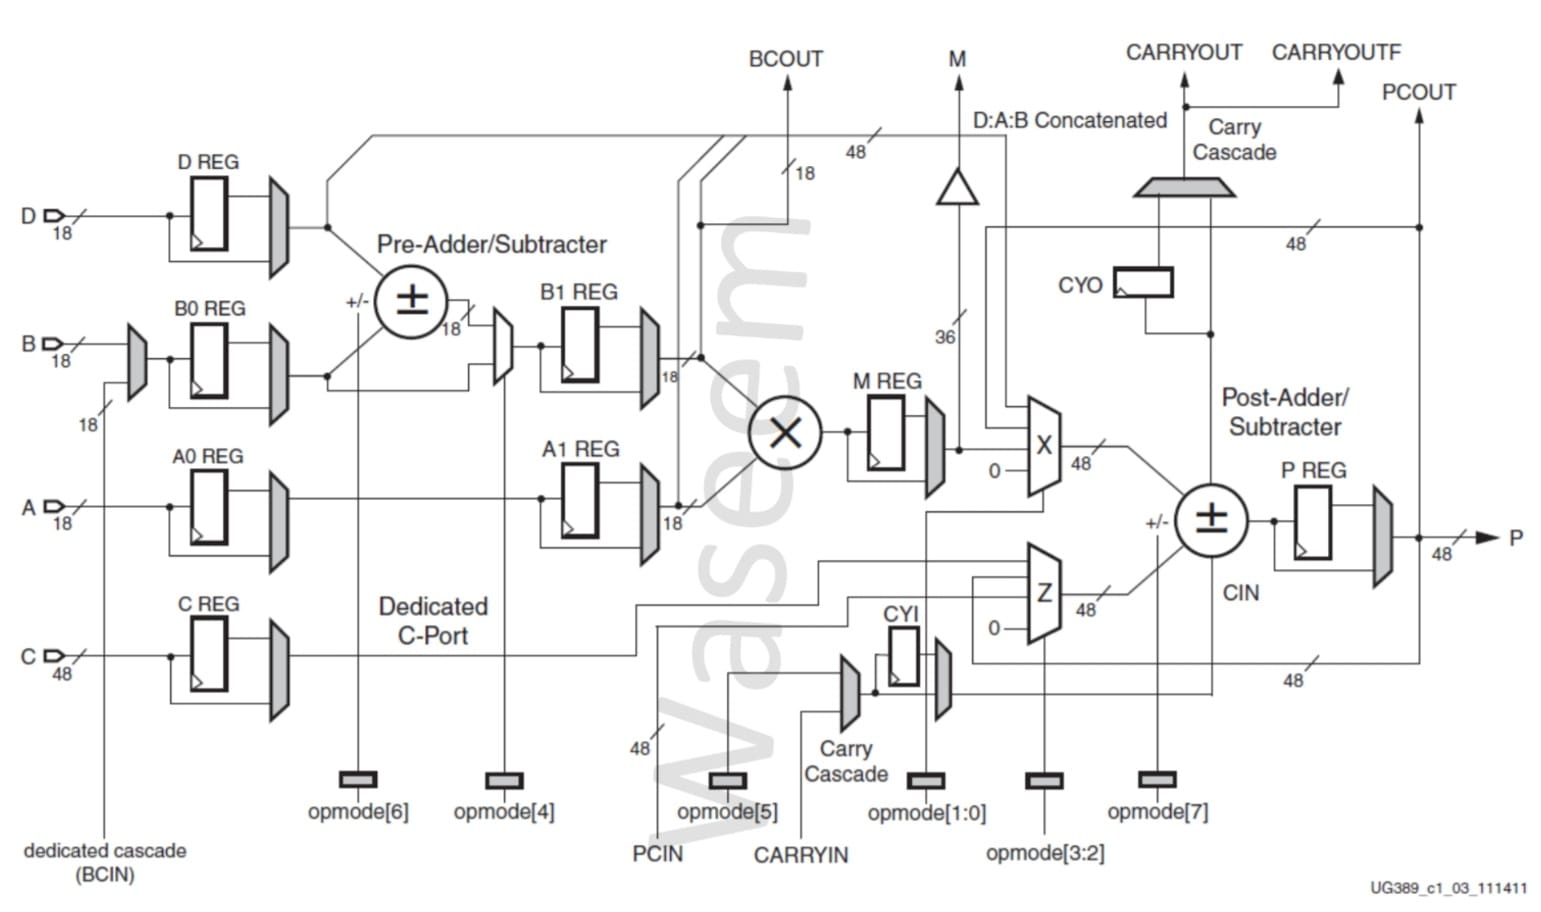 BCOUT
M
CARRYOUT
CARRYOUTF
PCOUT
D:A:B Concatenated
48
Carry
Cascade
18
D REG
D
18
Pre-Adder/Subtracter
48
+/-
±
18
B0 REG
B
18
18
B1 REG
18
CYO
36
M REG
Post-Adder/
Subtracter
A0 REG
A
18
A1 REG
18
×
0
X
48
P REG
+/-
±
48
P
CIN
C REG
C
48
Dedicated
C-Port
CYI
0
Z
48
48
48
Carry
Cascade
opmode[6]
opmode[4]
opmode[5]
opmode[1:0]
opmode[7]
PCIN
CARRYIN
opmode[3:2]
dedicated cascade
(BCIN)
UG389_c1_03_111411
Waseem